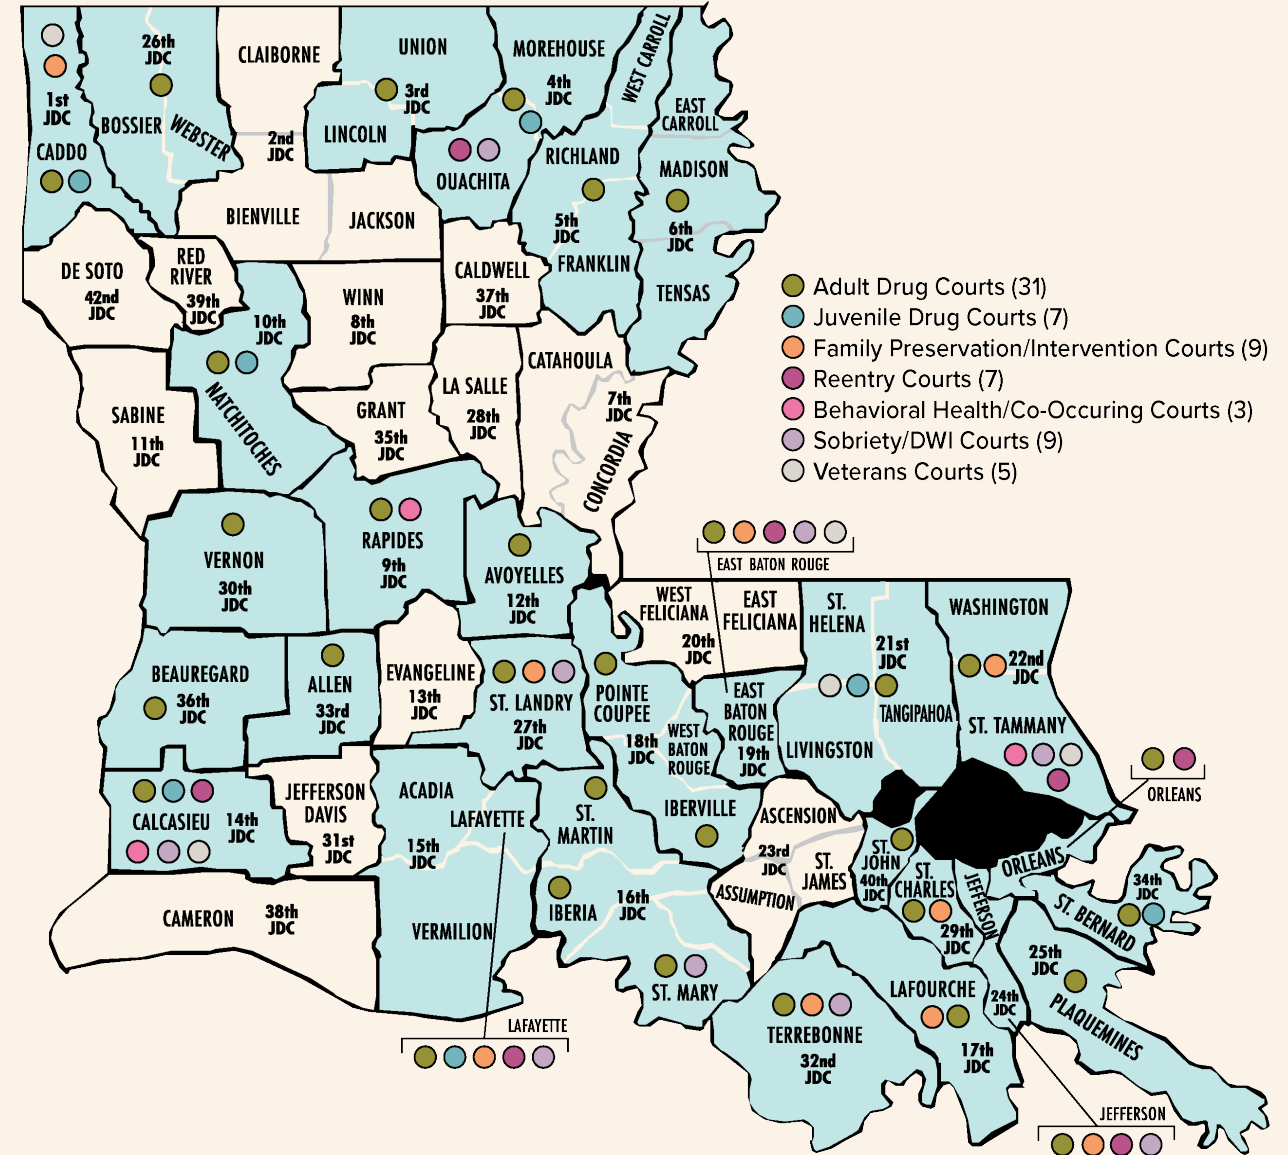 26th
JDC
CLAIBORNE
UNION
MOREHOUSE
WEST CARROLL
1st
JDC
BOSSIER
WEBSTER
CADDO
2nd
JDC
LINCOLN
3rd
JDC
4th
JDC
EAST
CARROLL
OUACHITA
RICHLAND
MADISON
BIENVILLE
JACKSON
5th
JDC
6th
JDC
FRANKLIN
TENSAS
DE SOTO
42nd
JDC
RED
RIVER
39th
JDC
10th
JDC
NATCHITOCHES
WINN
8th
JDC
CALDWELL
37th
JDC
Adult Drug Courts (31)
Juvenile Drug Courts (7)
Family Preservation/Intervention Courts (9)
Reentry Courts (7)
Behavioral Health/Co-Occuring Courts (3)
Sobriety/DWI Courts (9)
Veterans Courts (5)
SABINE
11th
JDC
GRANT
35th
JDC
LA SALLE
28th
JDC
CATAHOULA
7th
JDC
CONCORDIA
VERNON
30th
JDC
RAPIDES
9th
JDC
AVOYELLES
12th
JDC
EAST BATON ROUGE
WEST
FELICIANA
EAST
FELICIANA
20th
JDC
ST.
HELENA
21st
JDC
TANGIPAHOA
LIVINGSTON
WASHINGTON
22nd
JDC
ST. TAMMANY
BEAUREGARD
36th
JDC
ALLEN
33rd
JDC
EVANGELINE
13th
JDC
ST. LANDRY
27th
JDC
POINTE
COUPEE
18th
JDC
WEST
BATON
ROUGE
EAST
BATON
ROUGE
19th
JDC
ORLEANS
CALCASIEU
14th
JDC
JEFFERSON
DAVIS
31st
JDC
ACADIA
LAFAYETTE
15th
JDC
VERMILION
ST.
MARTIN
IBERVILLE
ASCENSION
23rd
JDC
ST.
JAMES
ASSUMPTION
ST.
JOHN
40th
JDC
ST.
CHARLES
29th
JDC
JEFFERSON
ORLEANS
34th
JDC
ST. BERNARD
CAMERON
38th
JDC
IBERIA
16th
JDC
ST. MARY
25th
JDC
PLAQUEMINES
LAFOURCHE
17th
JDC
24th
JDC
TERREBONNE
32nd
JDC
LAFAYETTE
JEFFERSON